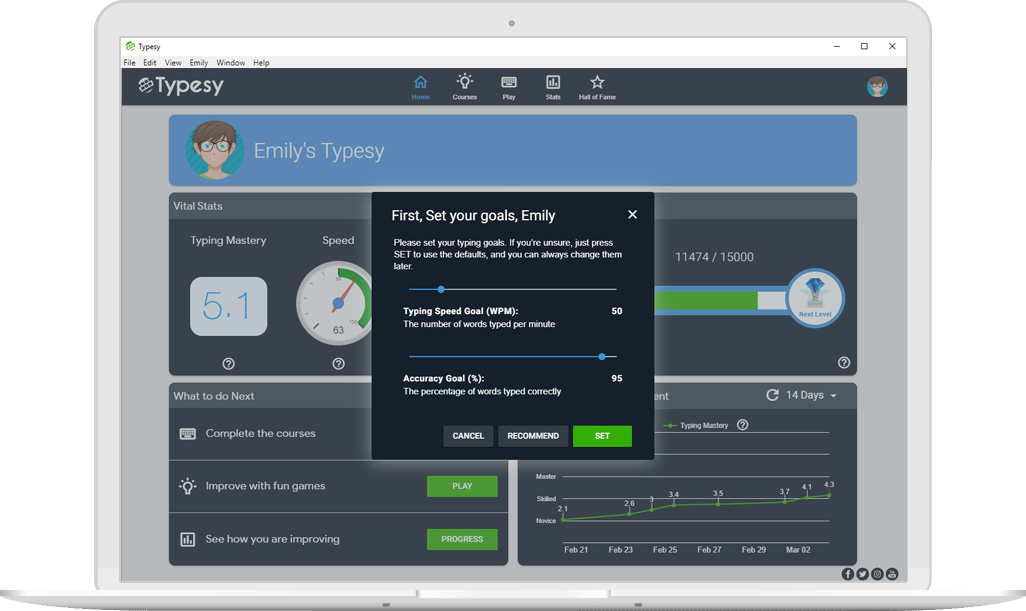 Typesy
File Edit View Emily Window Help
Typesy
Home Courses Play Stats Hall of Fame
Emily's Typesy
Vital Stats
Typing Mastery Speed
5.1
63
11474 / 15000
Next Level
First, Set your goals, Emily
Please set your typing goals. If you're unsure, just press
SET to use the defaults, and you can always change them
later.
Typing Speed Goal (WPM): 50
The number of words typed per minute
Accuracy Goal (%): 95
The percentage of words typed correctly
CANCEL RECOMMEND SET
What to do Next
Complete the courses
Improve with fun games PLAY
See how you are improving PROGRESS
ent 14 Days
Typing Mastery
Master
Skilled
Novice
2.1 2.6 3 3.4 3.5 3.7 4.1 4.3
Feb 21 Feb 23 Feb 25 Feb 27 Feb 29 Mar 02